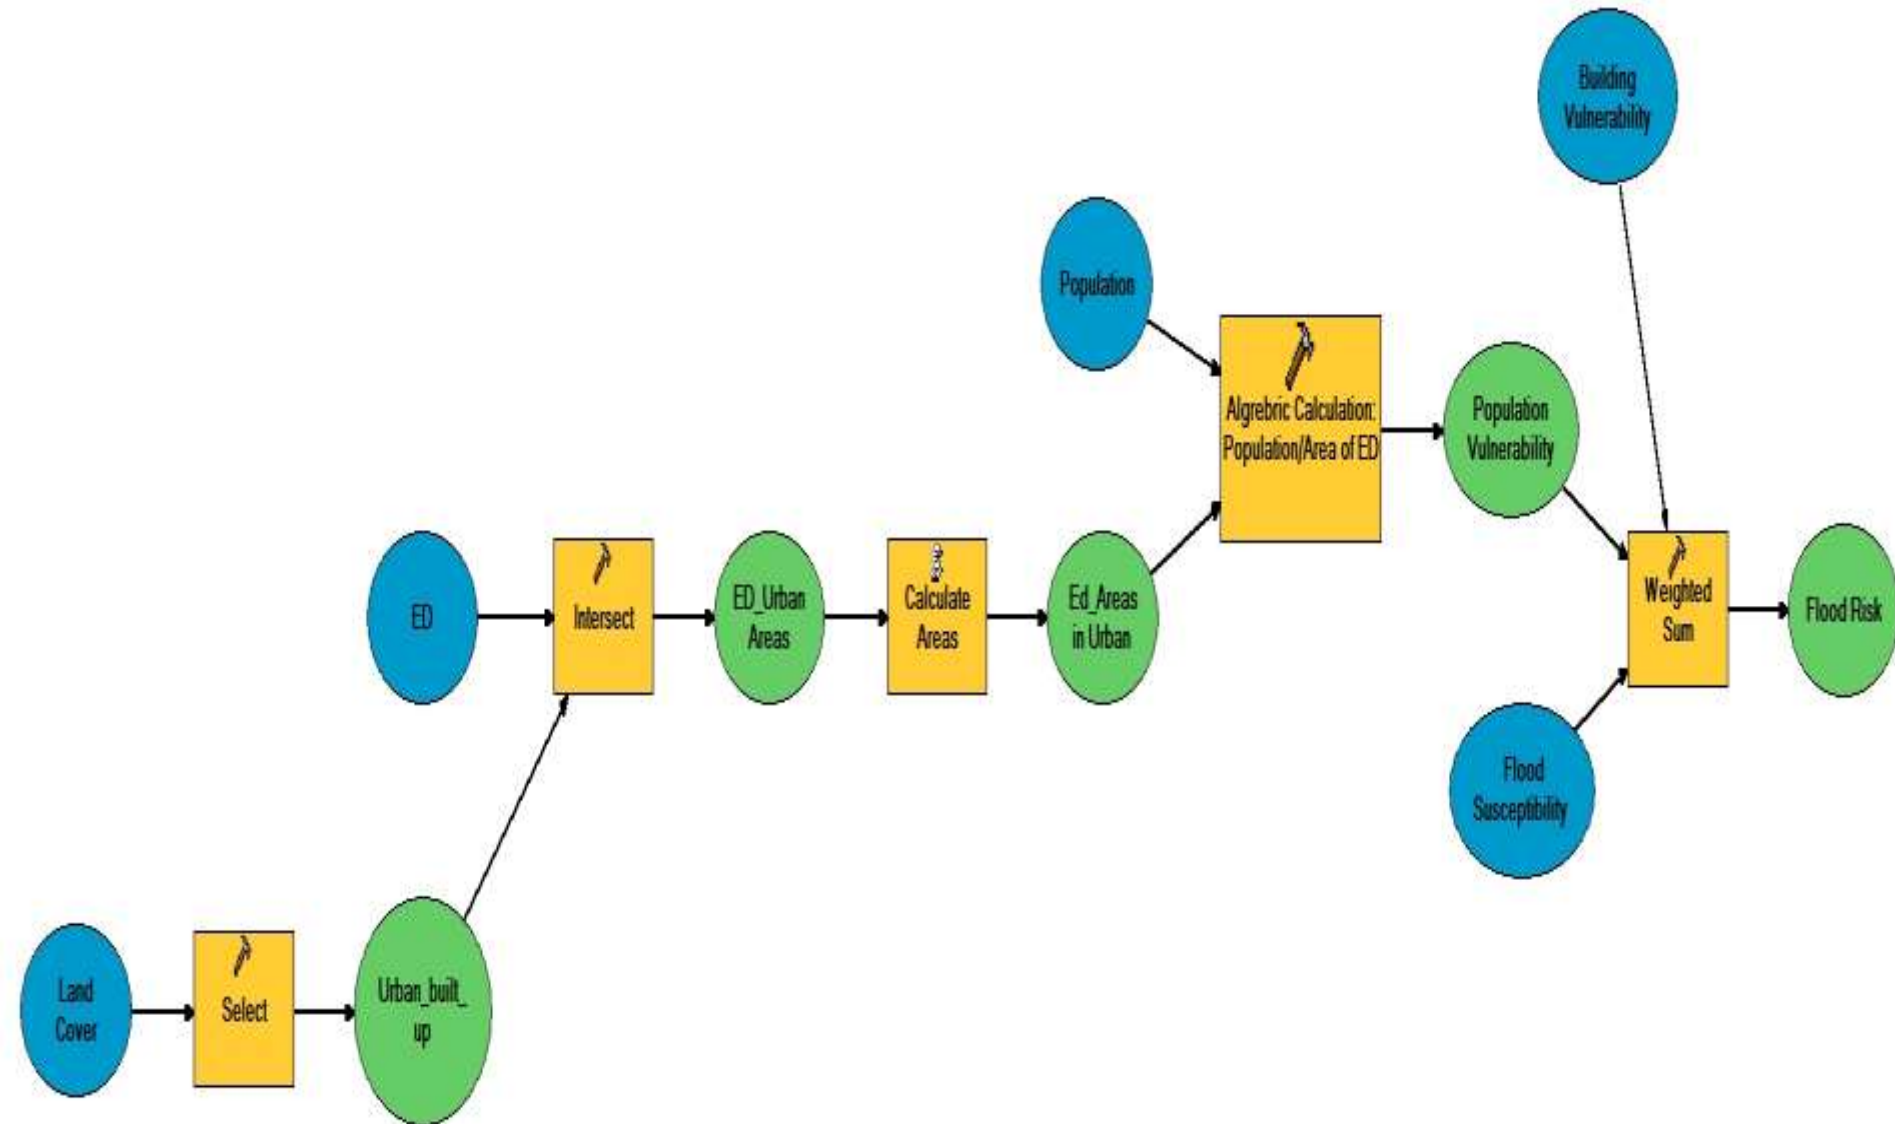 Building
Vulnerability
Population
Algrebric Calculation:
Population/Area of ED
Population
Vulnerability
ED
Intersect
ED_Urban
Areas
Calculate
Areas
Ed_Areas
in Urban
Weighted
Sum
Flood Risk
Flood
Susceptibility
Land
Cover
Select
Urban_built_
up